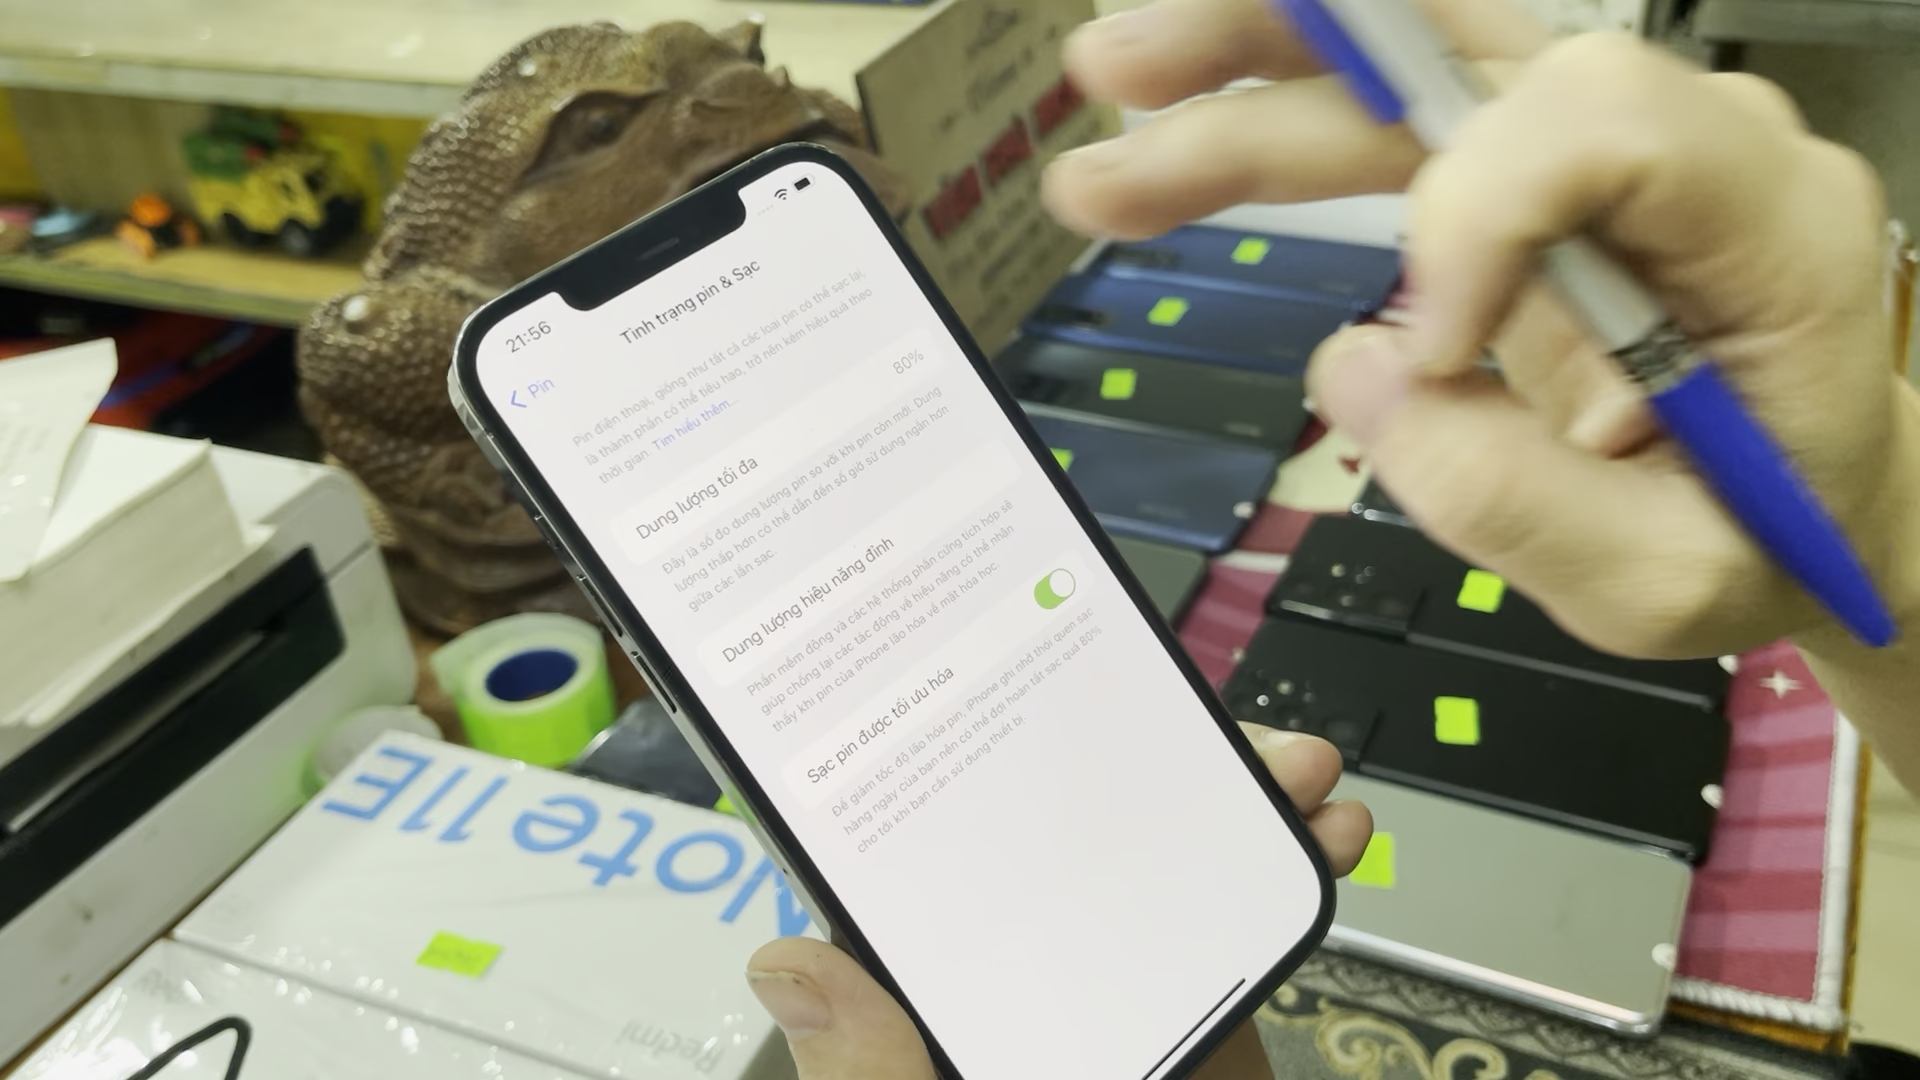 21:56
Pin
Tình trạng pin & Sạc
Pin điện thoại, giống như tất cả các loại pin có thể sạc lại,
là thành phần có thể tiêu hao, trở nên kém hiệu quả theo
thời gian. Tìm hiểu thêm...
Dung lượng tối đa 80%
Đây là số đo dung lượng pin so với khi pin còn mới. Dung
lượng thấp hơn có thể dẫn đến số giờ sử dụng ngắn hơn
giữa các lần sạc.
Dung lượng hiệu năng đỉnh
Phần mềm động và các hệ thống phần cứng tích hợp sẽ
giúp chống lại các tác động về hiệu năng có thể nhận
thấy khi pin của iPhone lão hóa về mặt hóa học.
Sạc pin được tối ưu hóa
Để giảm tốc độ lão hóa pin, iPhone ghi nhớ thói quen sạc
hàng ngày của bạn nên có thể đợi hoàn tất sạc quá 80%
cho tới khi bạn cần sử dụng thiết bị.
Note 11E
Redmi